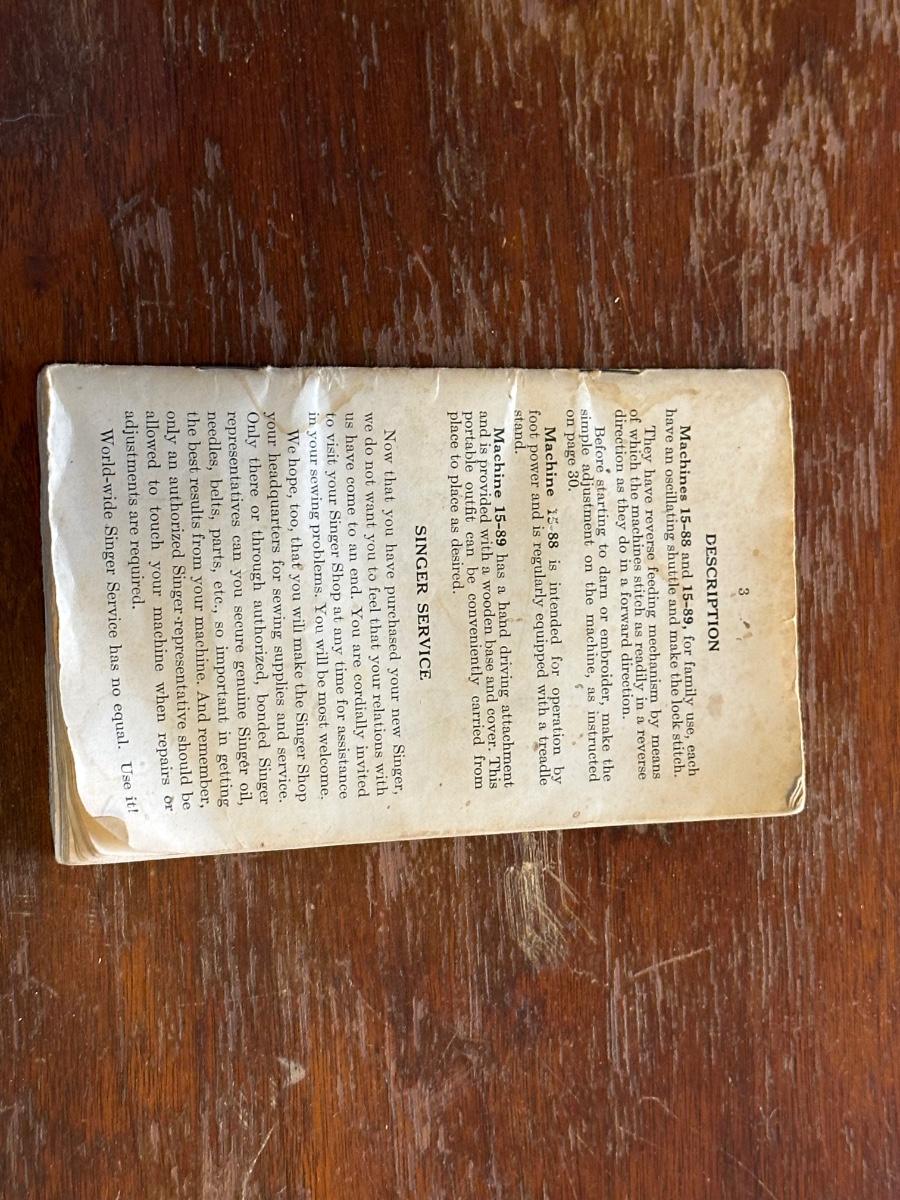 3
DESCRIPTION
Machines 15-88 and 15-89, for family use, each
have an oscillating shuttle and make the lock stitch.
They have reverse feeding mechanism by means
of which the machines stitch as readily in a reverse
direction as they do in a forward direction.
Before starting to darn or embroider, make the
simple adjustment on the machine, as instructed
on page 30.
Machine 15-88 is intended for operation by
foot power and is regularly equipped with a treadle
stand.
Machine 15-89 has a hand driving attachment
and is provided with a wooden base and cover. This
portable outfit can be conveniently carried from
place to place as desired.
SINGER SERVICE
Now that you have purchased your new Singer,
we do not want you to feel that your relations with
us have come to an end. You are cordially invited
to visit your Singer Shop at any time for assistance
in your sewing problems. You will be most welcome.
We hope, too, that you will make the Singer Shop
your headquarters for sewing supplies and service.
Only there or through authorized, bonded Singer
representatives can you secure genuine Singer oil,
needles, belts, parts, etc., so important in getting
the best results from your machine. And remember,
only an authorized Singer representative should be
allowed to touch your machine when repairs or
adjustments are required.
World-wide Singer Service has no equal. Use it!